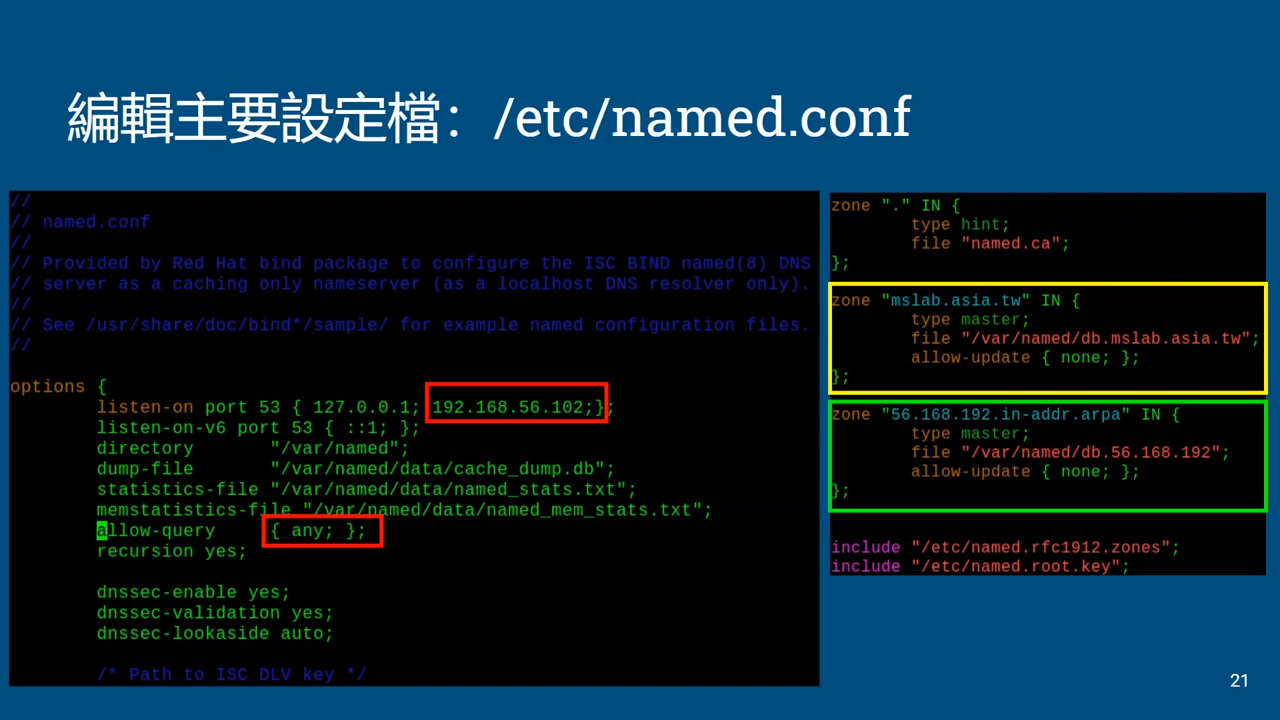 編輯主要設定檔：/etc/named.conf
//
// named.conf
//
// Provided by Red Hat bind package to configure the ISC BIND named(8) DNS
// server as a caching only nameserver (as a localhost DNS resolver only).
//
// See /usr/share/doc/bind*/sample/ for example named configuration files.
//
options {
listen-on port 53 { 127.0.0.1; 192.168.56.102;};
listen-on-v6 port 53 { ::1; };
directory "/var/named";
dump-file "/var/named/data/cache_dump.db";
statistics-file "/var/named/data/named_stats.txt";
memstatistics-file "/var/named/data/named_mem_stats.txt";
allow-query { any; };
recursion yes;
dnssec-enable yes;
dnssec-validation yes;
dnssec-lookaside auto;
/* Path to ISC DLV key */
zone "." IN {
type hint;
file "named.ca";
};
zone "mslab.asia.tw" IN {
type master;
file "/var/named/db.mslab.asia.tw";
allow-update { none; };
};
zone "56.168.192.in-addr.arpa" IN {
type master;
file "/var/named/db.56.168.192";
allow-update { none; };
};
include "/etc/named.rfc1912.zones";
include "/etc/named.root.key";
21